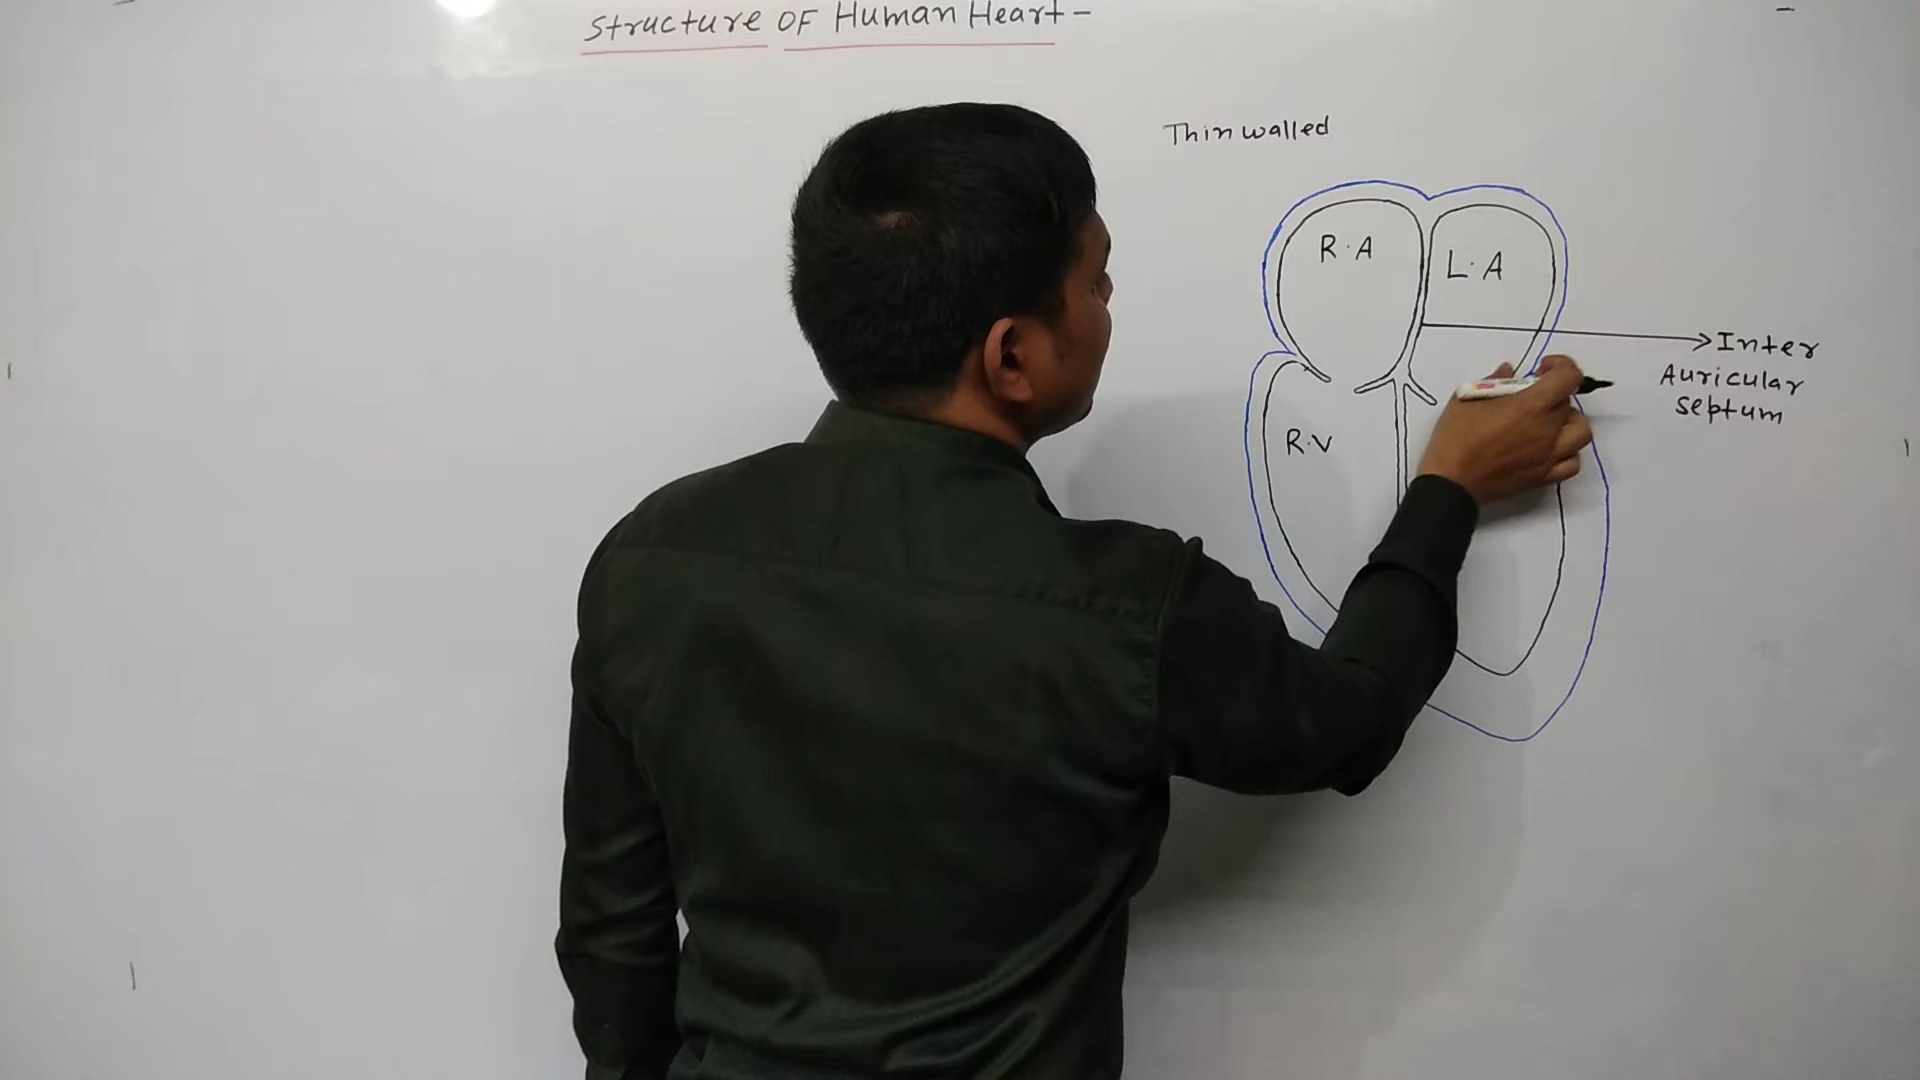 Structure OF Human Heart -
Thin walled
R.A
L.A
Inter
Auricular
septum
R.V